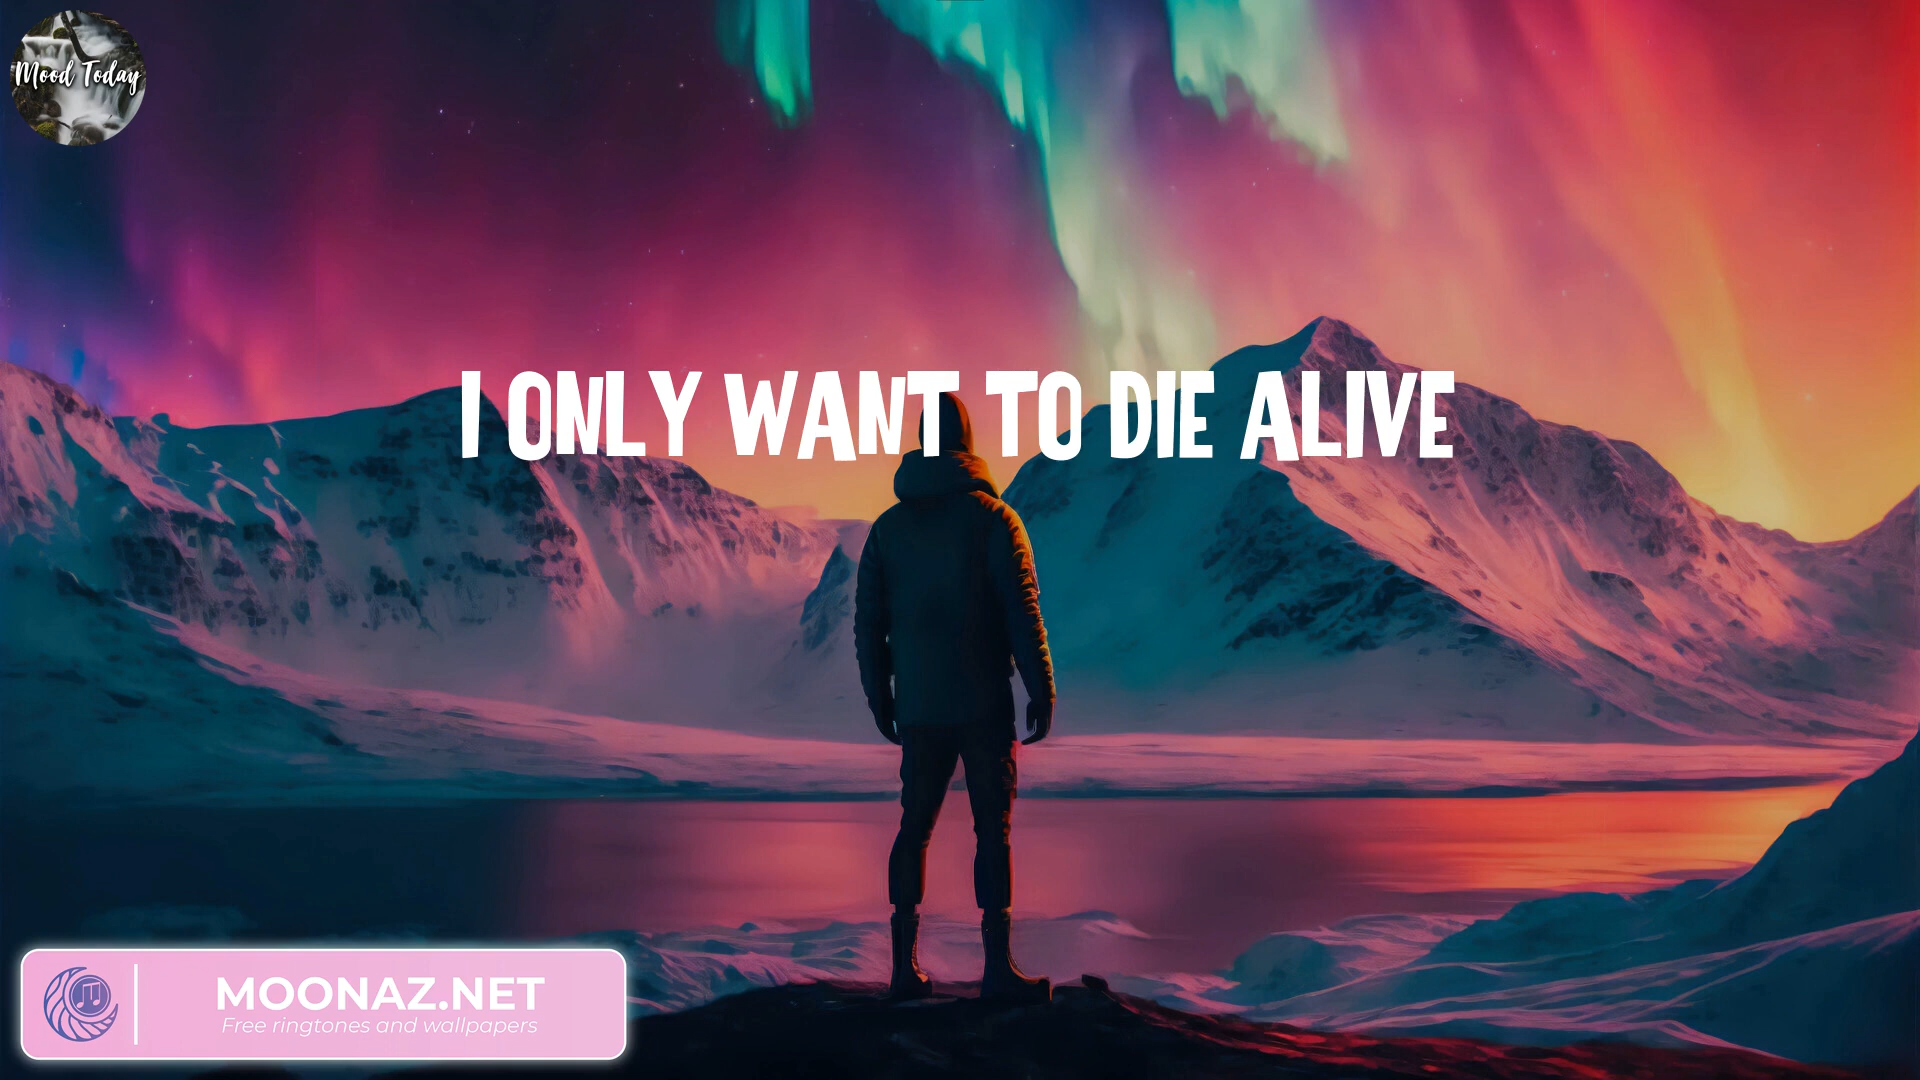 Mood Today
I ONLY WANT TO DIE ALIVE
MOONAZ.NET
Free ringtones and wallpapers